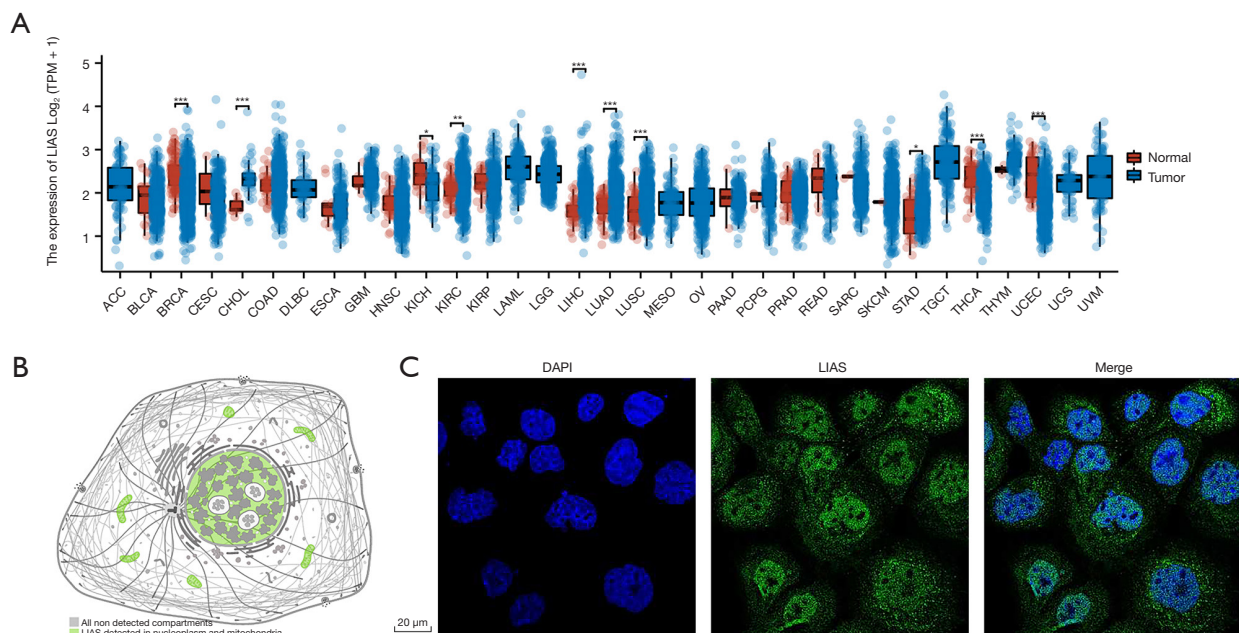 A
The expression of LIAS Log2 (TPM + 1)
5
4
3
2
1
*** *** * ** *** *** *** * *** ***
Normal
Tumor
ACC BLCA BRCA CESC CHOL COAD DLBC ESCA GBM HNSC KICH KIRC KIRP LAML LGG LIHC LUAD LUSC MESO OV PAAD PCPG PRAD READ SARC SKCM STAD TGCT THCA THYM UCEC UCS UVM
B
All non detected compartments
LIAS detected in nucleoplasm and mitochondria
C
DAPI LIAS Merge
20 μm